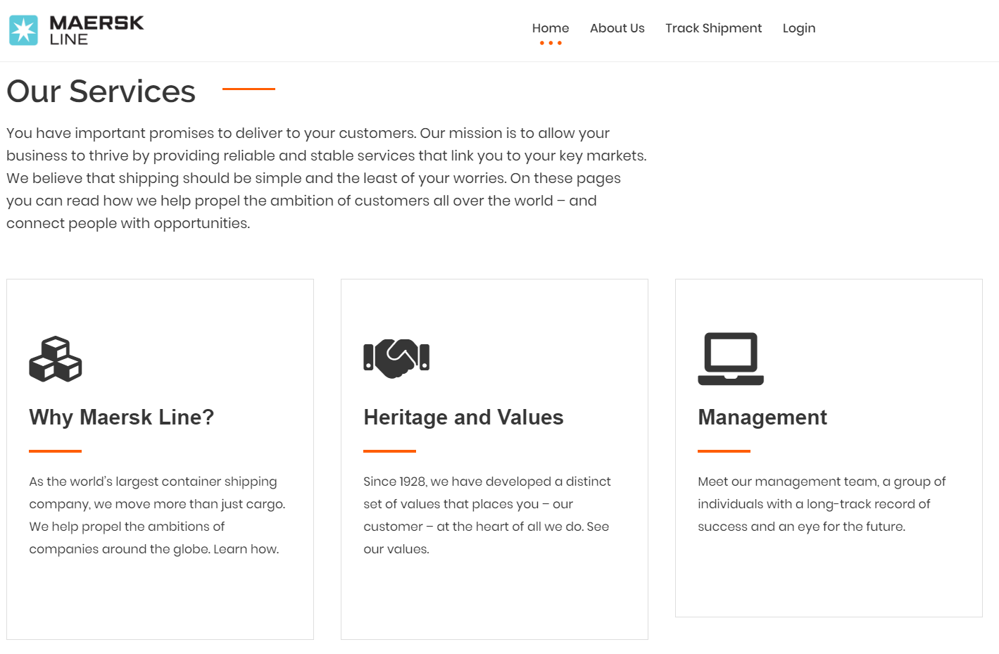 MAERSK
LINE
Home About Us Track Shipment Login
Our Services
You have important promises to deliver to your customers. Our mission is to allow your
business to thrive by providing reliable and stable services that link you to your key markets.
We believe that shipping should be simple and the least of your worries. On these pages
you can read how we help propel the ambition of customers all over the world – and
connect people with opportunities.
Why Maersk Line?
As the world's largest container shipping
company, we move more than just cargo.
We help propel the ambitions of
companies around the globe. Learn how.
Heritage and Values
Since 1928, we have developed a distinct
set of values that places you – our
customer – at the heart of all we do. See
our values.
Management
Meet our management team, a group of
individuals with a long-track record of
success and an eye for the future.